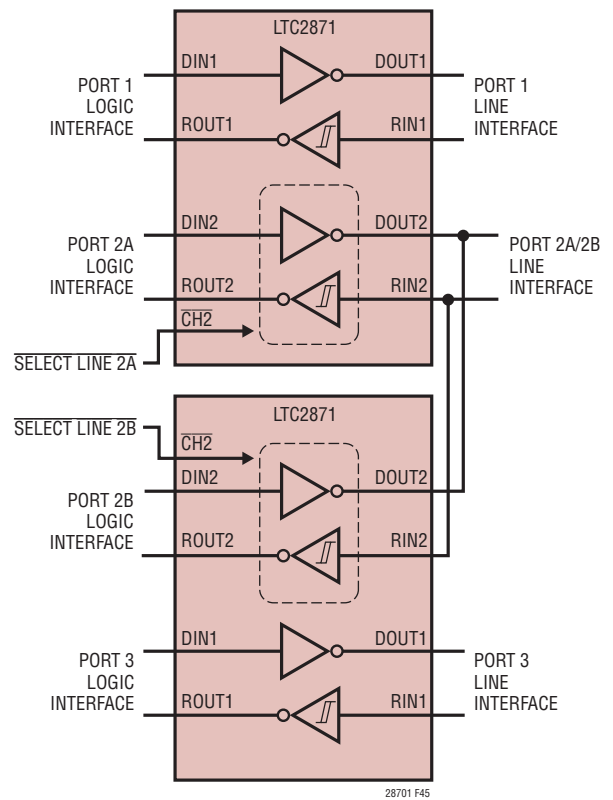 LTC2871
DIN1
DOUT1
PORT 1
LOGIC
INTERFACE
PORT 1
LINE
INTERFACE
ROUT1
RIN1
DIN2
DOUT2
PORT 2A
LOGIC
INTERFACE
PORT 2A/2B
LINE
INTERFACE
ROUT2
RIN2
CH2
SELECT LINE 2A
LTC2871
SELECT LINE 2B
CH2
DIN2
DOUT2
PORT 2B
LOGIC
INTERFACE
ROUT2
RIN2
DIN1
DOUT1
PORT 3
LOGIC
INTERFACE
PORT 3
LINE
INTERFACE
ROUT1
RIN1
28701 F45